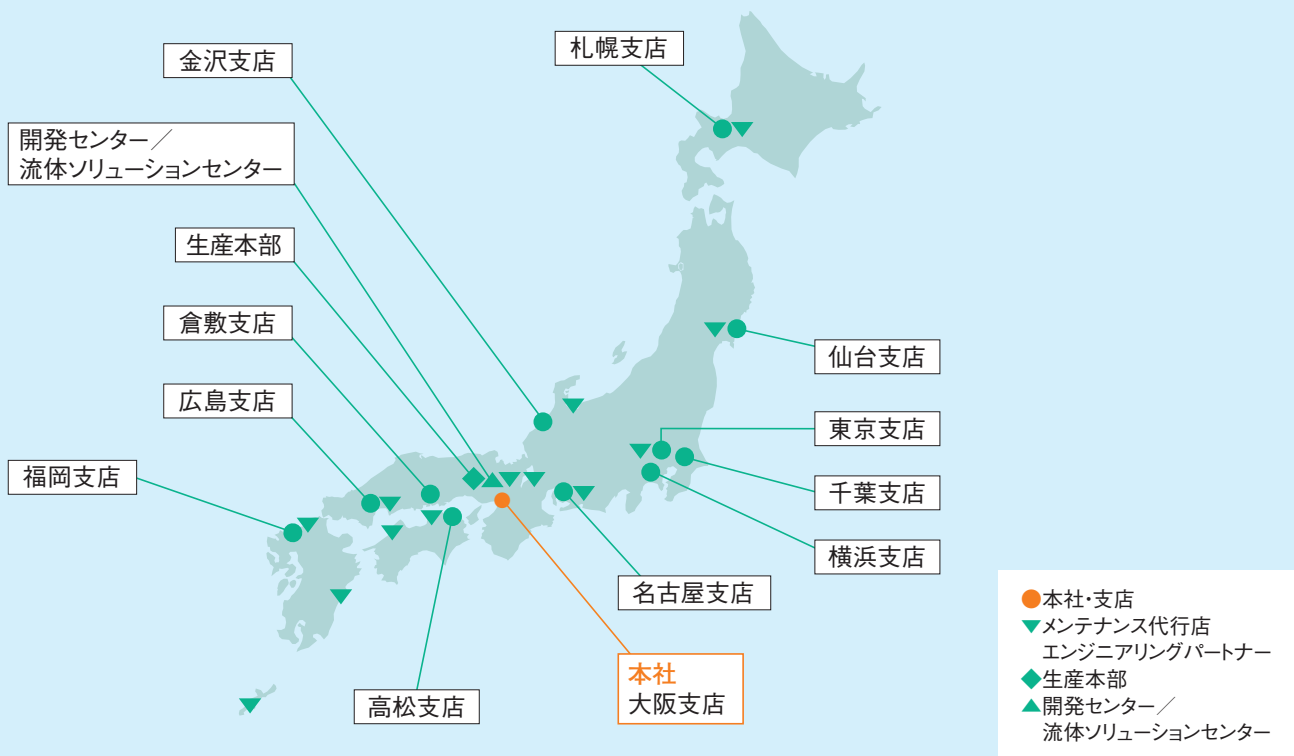 札幌支店
金沢支店
開発センター／
流体ソリューションセンター
生産本部
倉敷支店
広島支店
福岡支店
仙台支店
東京支店
千葉支店
横浜支店
名古屋支店
本社
大阪支店
高松支店
本社・支店
メンテナンス代行店
エンジニアリングパートナー
生産本部
開発センター／
流体ソリューションセンター